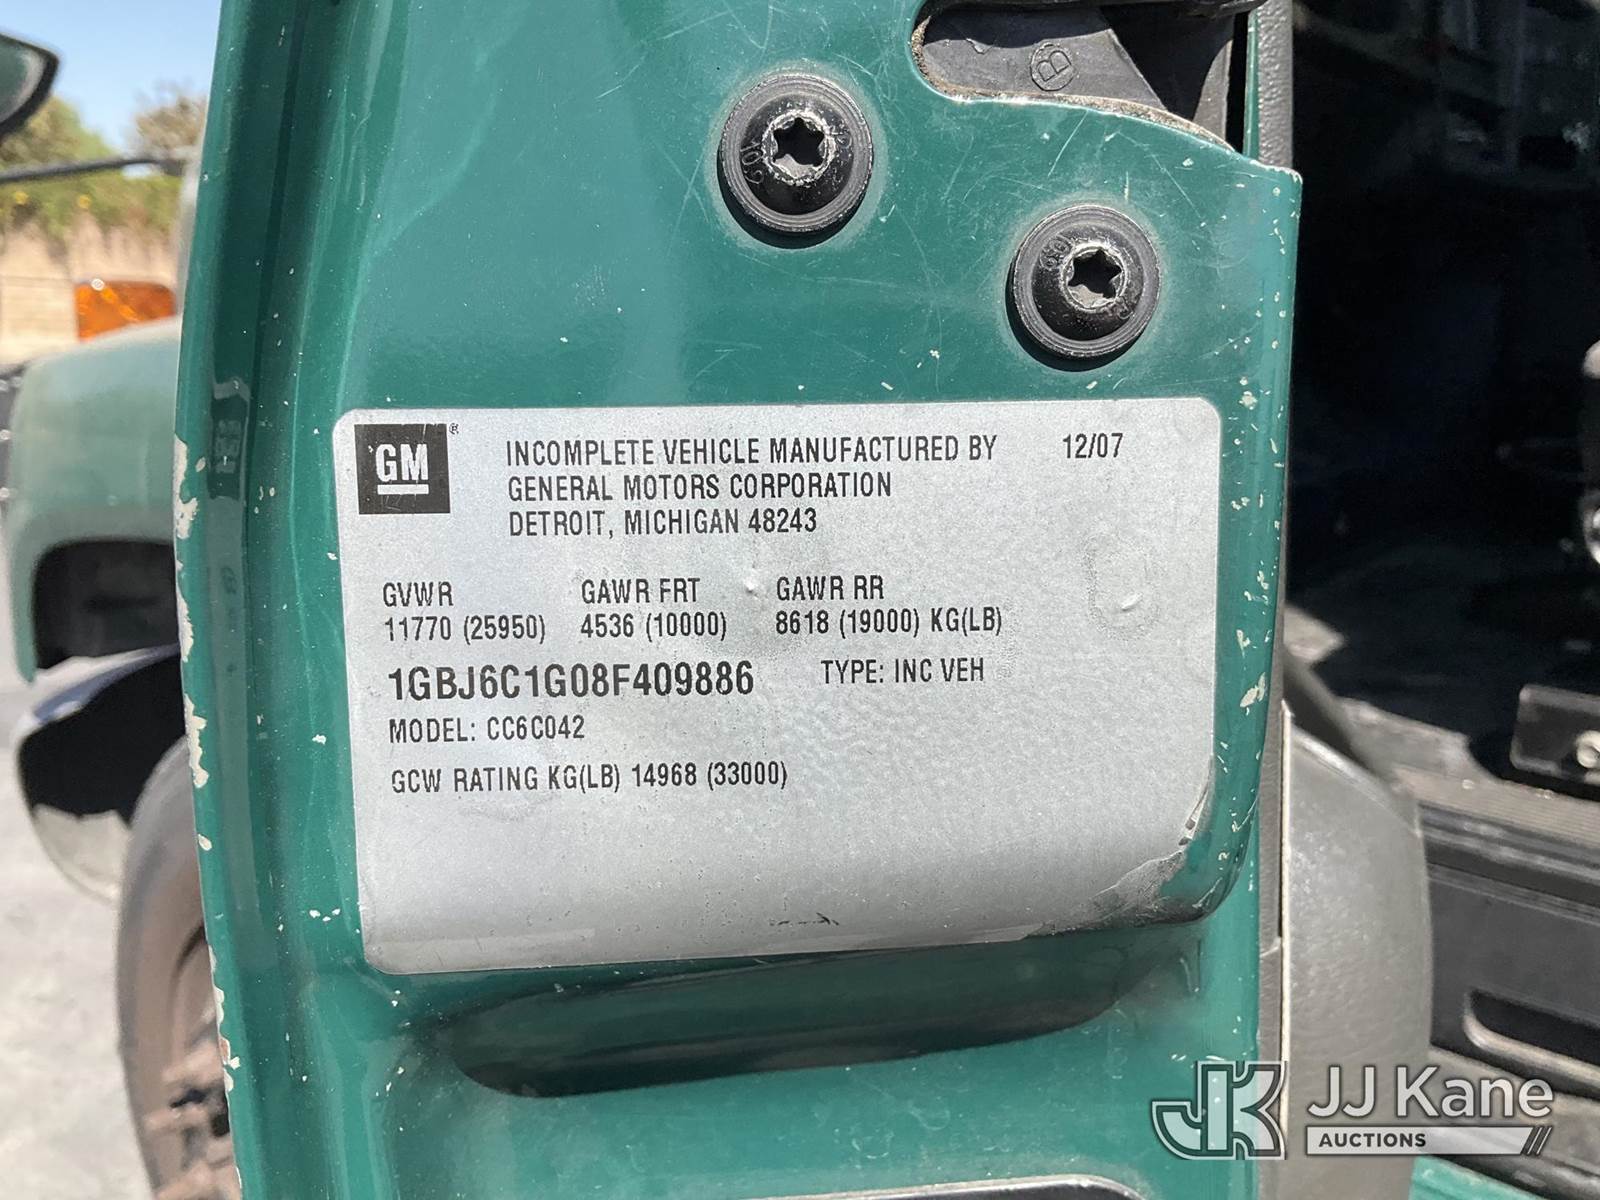 B
109
GM®
INCOMPLETE VEHICLE MANUFACTURED BY 12/07
GENERAL MOTORS CORPORATION
DETROIT, MICHIGAN 48243
GVWR GAWR FRT GAWR RR
11770 (25950) 4536 (10000) 8618 (19000) KG(LB)
1GBJ6C1G08F409886 TYPE: INC VEH
MODEL: CC6C042
GCW RATING KG(LB) 14968 (33000)
JK JJ Kane
AUCTIONS